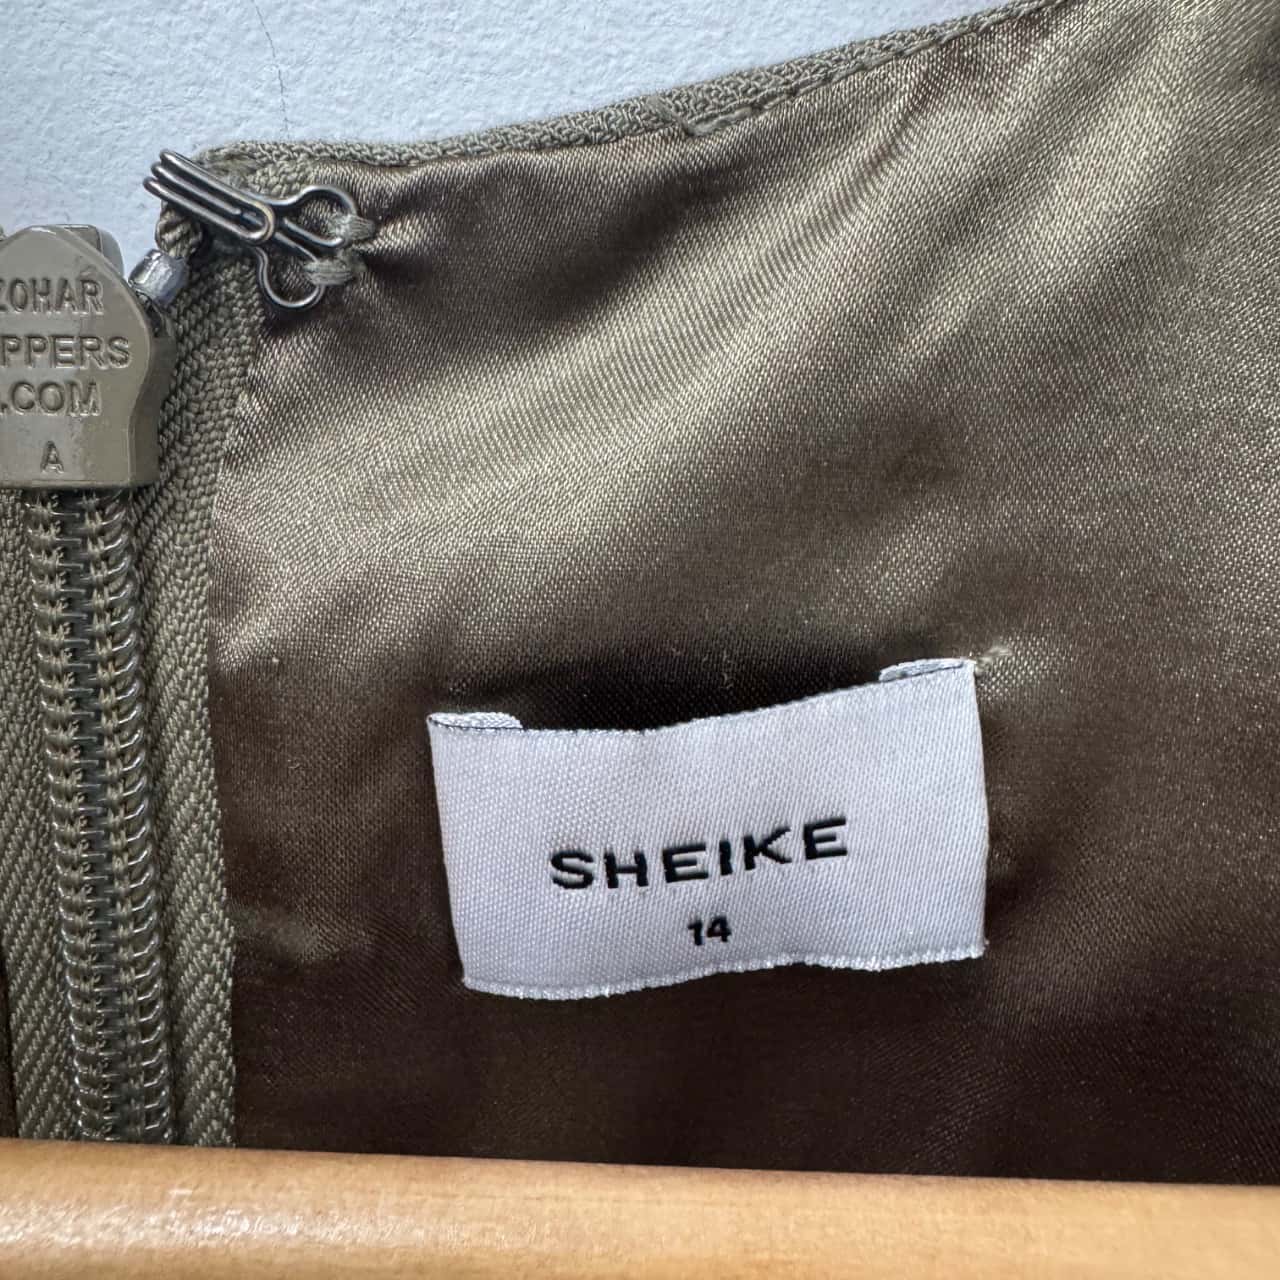 ZOHAR
PPERS
.COM
A
SHEIKE
14